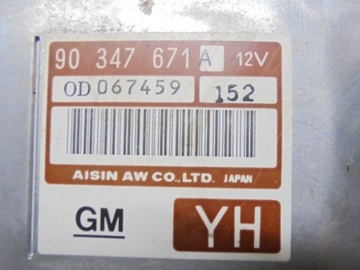 90 347 671 A 12V
OD 067459 152
AISIN AW CO.,LTD. JAPAN
GM YH